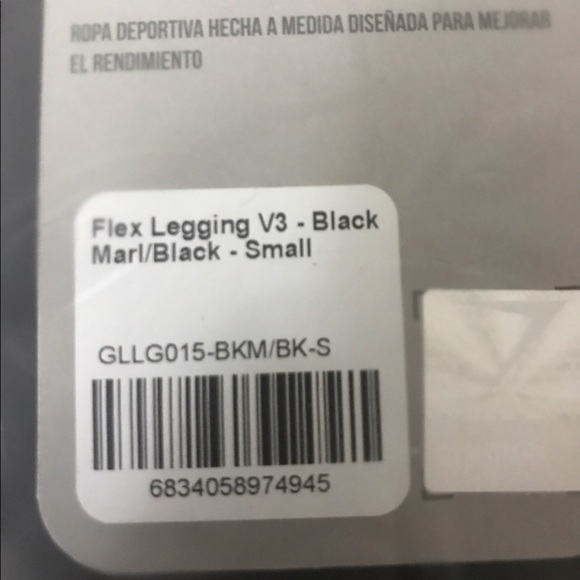 ROPA DEPORTIVA HECHA A MEDIDA DISEÑADA PARA MEJORAR
EL RENDIMIENTO
Flex Legging V3 - Black
Marl/Black - Small
GLLG015-BKM/BK-S
6834058974945